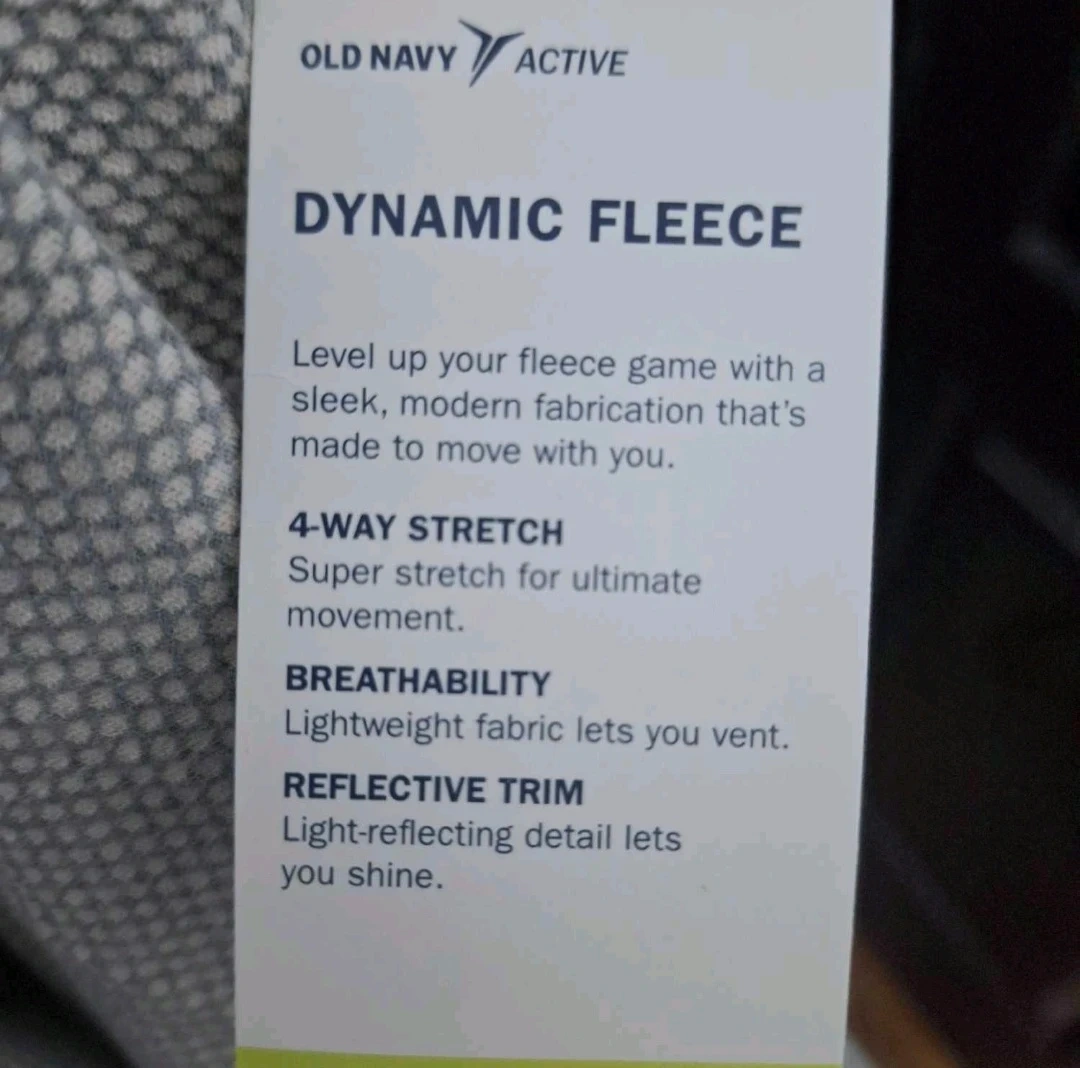 OLD NAVY ACTIVE
DYNAMIC FLEECE
Level up your fleece game with a
sleek, modern fabrication that's
made to move with you.
4-WAY STRETCH
Super stretch for ultimate
movement.
BREATHABILITY
Lightweight fabric lets you vent.
REFLECTIVE TRIM
Light-reflecting detail lets
you shine.